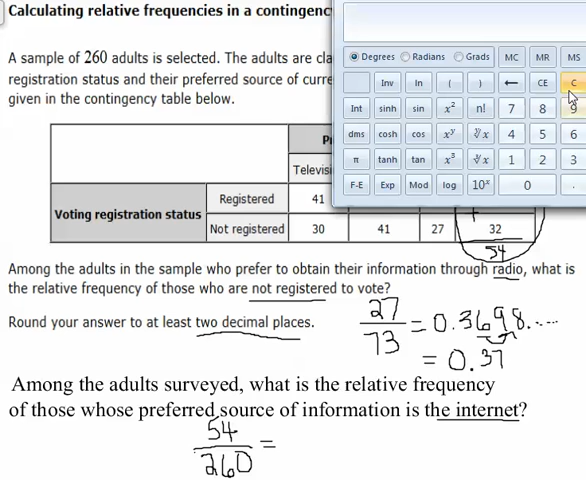 Calculating relative frequencies in a contingenc
A sample of 260 adults is selected. The adults are cla
registration status and their preferred source of curre
given in the contingency table below.
Degrees Radians Grads MC MR MS
Inv ln ( ) ← CE C
Int sinh sin x² n! 7 8 9
dms cosh cos xʸ ʸ√x 4 5 6
π tanh tan x³ ³√x 1 2 3
F-E Exp Mod log 10ˣ 0 .
Televisi
Voting registration status
Registered 41
Not registered 30 41 27 32
+
54
Among the adults in the sample who prefer to obtain their information through radio, what is
the relative frequency of those who are not registered to vote?
Round your answer to at least two decimal places.
27/73 = 0.3698....
= 0.37
Among the adults surveyed, what is the relative frequency
of those whose preferred source of information is the internet?
54/260 =